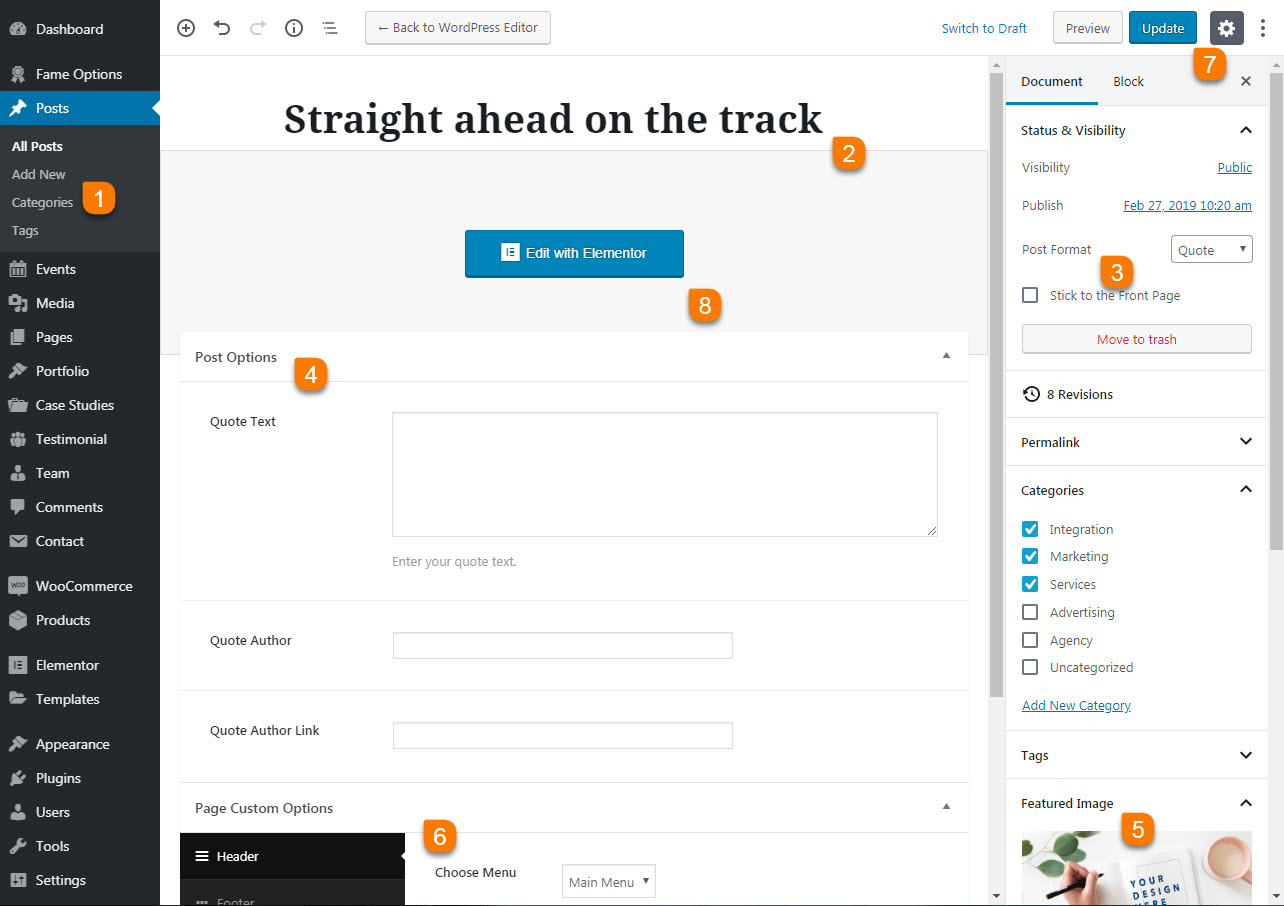 Dashboard
Fame Options
Posts
All Posts
Add New
Categories
Tags
1
Events
Media
Pages
Portfolio
Case Studies
Testimonial
Team
Comments
Contact
WOO WooCommerce
Products
Elementor
Templates
Appearance
Plugins
Users
Tools
Settings
← Back to WordPress Editor
Switch to Draft
Preview
Update
7
Straight ahead on the track
2
Edit with Elementor
8
Post Options
4
Quote Text
Enter your quote text.
Quote Author
Quote Author Link
Page Custom Options
6
Header
Footer
Choose Menu
Main Menu
Document Block
Status & Visibility
Visibility Public
Publish Feb 27, 2019 10:20 am
Post Format Quote
3
Stick to the Front Page
Move to trash
8 Revisions
Permalink
Categories
Integration
Marketing
Services
Advertising
Agency
Uncategorized
Add New Category
Tags
Featured Image
5
YOUR
DESIGN
HERE